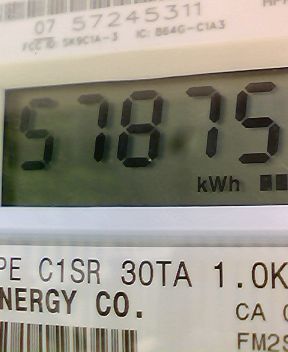 07 57245311
FCC ID: SK9C1A-3 IC: 864G-C1A3
57875
kWh
PE C1SR 30TA 1.0K
NERGY CO.
CA
FM2S